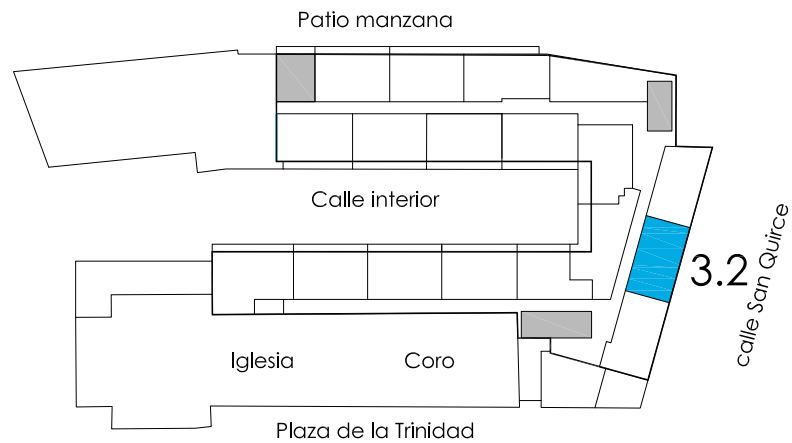 Patio manzana
Calle interior
3.2
calle San Quirce
Iglesia
Coro
Plaza de la Trinidad